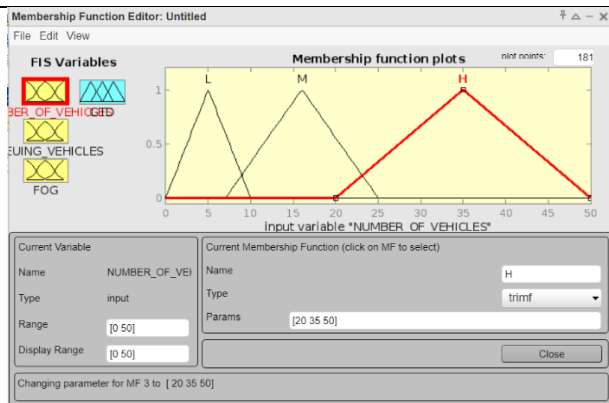 Membership Function Editor: Untitled
File Edit View
FIS Variables
BER_OF_VEHICLES
GTD
EUING_VEHICLES
FOG
Membership function plots
plot points:
181
L
M
H
1
0.5
0
0 5 10 15 20 25 30 35 40 45 50
input variable "NUMBER_OF_VEHICLES"
Current Variable
Name NUMBER_OF_VEI
Type input
Range [0 50]
Display Range [0 50]
Current Membership Function (click on MF to select)
Name H
Type trimf
Params [20 35 50]
Close
Changing parameter for MF 3 to [ 20 35 50]